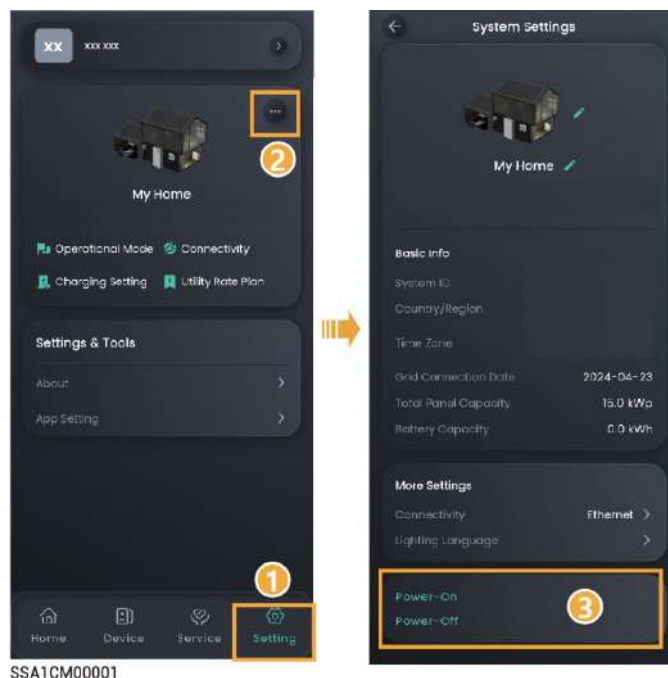 xx xxx xxx
...
2
My Home
Operational Mode Connectivity
Charging Setting Utility Rate Plan
Settings & Tools
About
App Setting
1
Home Device Service Setting
SSA1CM00001
System Settings
My Home
Basic Info
System ID
Country/Region
Time Zone
Grid Connection Date 2024-04-23
Total Panel Capacity 15.0 kWp
Battery Capacity 0.0 kWh
More Settings
Connectivity Ethernet
Lighting Language
Power-On
3
Power-Off